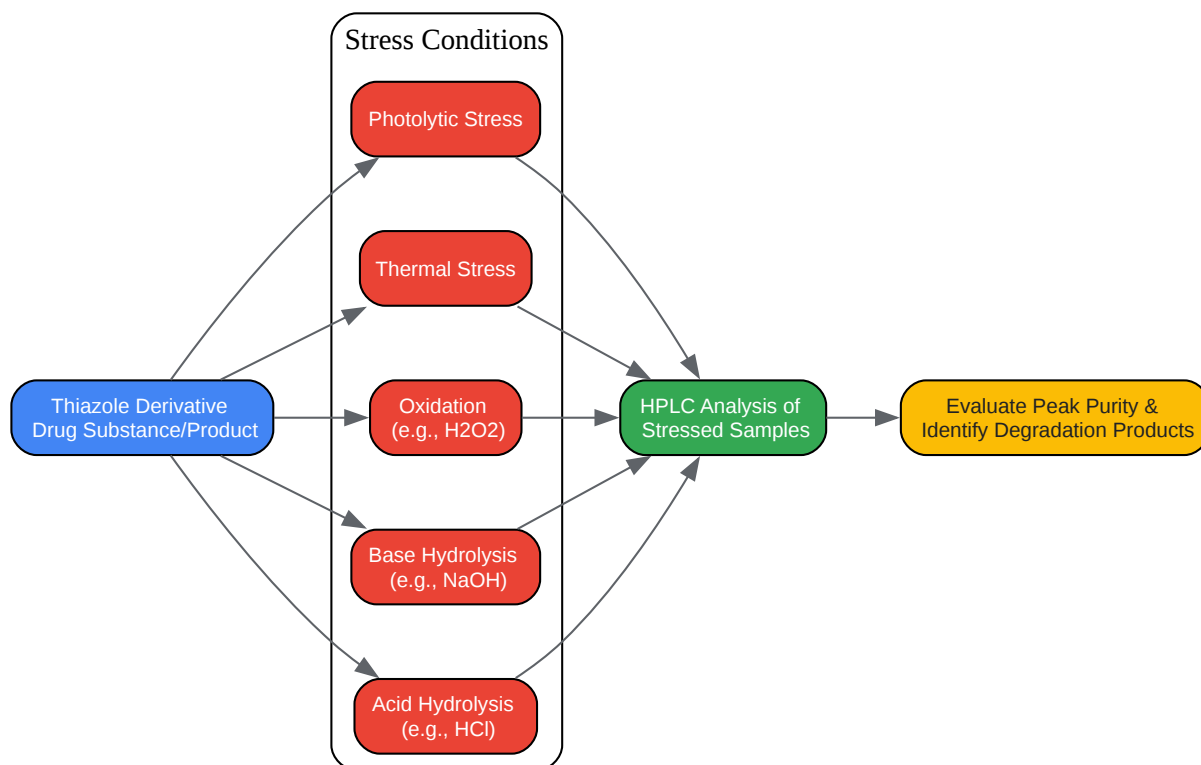 Stress Conditions
Photolytic Stress
Thermal Stress
Thiazole Derivative
Drug Substance/Product
Oxidation
(e.g., H2O2)
HPLC Analysis of
Stressed Samples
Evaluate Peak Purity &
Identify Degradation Products
Base Hydrolysis
(e.g., NaOH)
Acid Hydrolysis
(e.g., HCl)